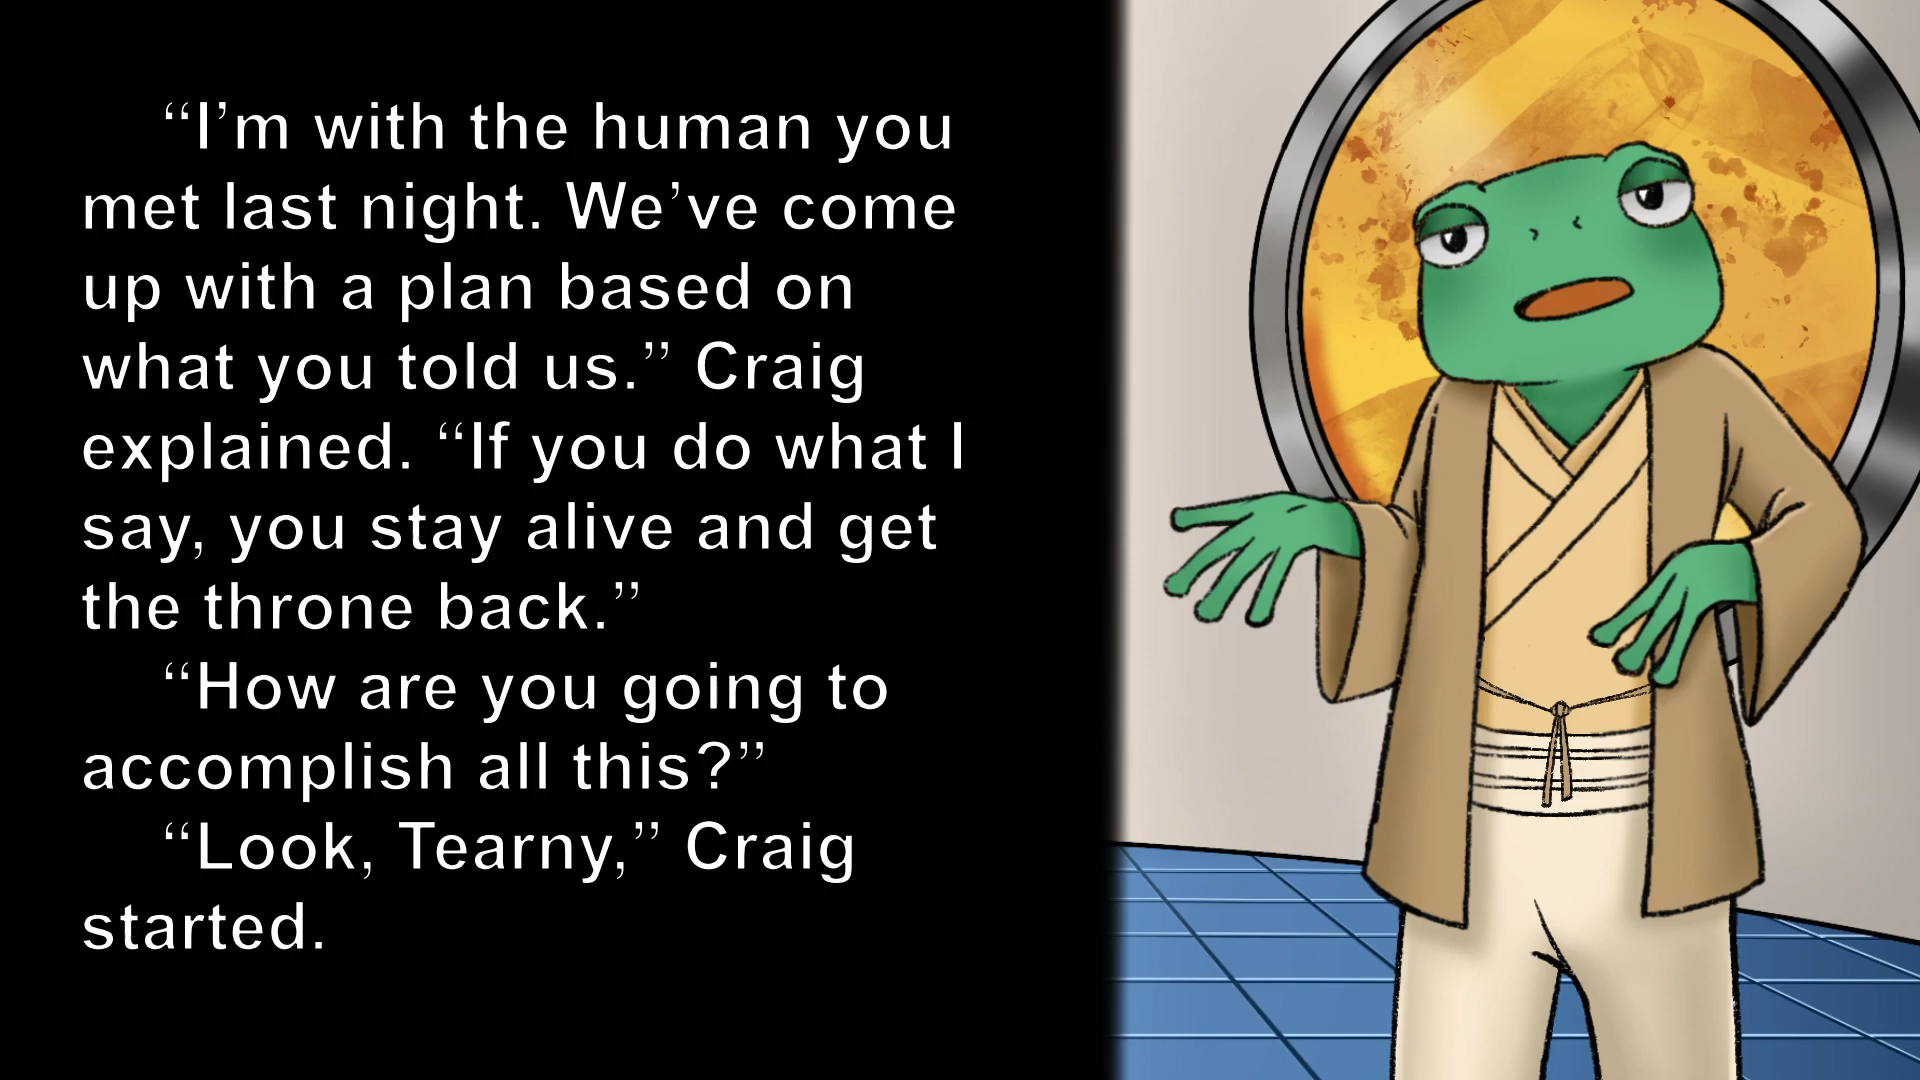 “I’m with the human you
met last night. We’ve come
up with a plan based on
what you told us.” Craig
explained. “If you do what I
say, you stay alive and get
the throne back.”
“How are you going to
accomplish all this?”
“Look, Tearny,” Craig
started.